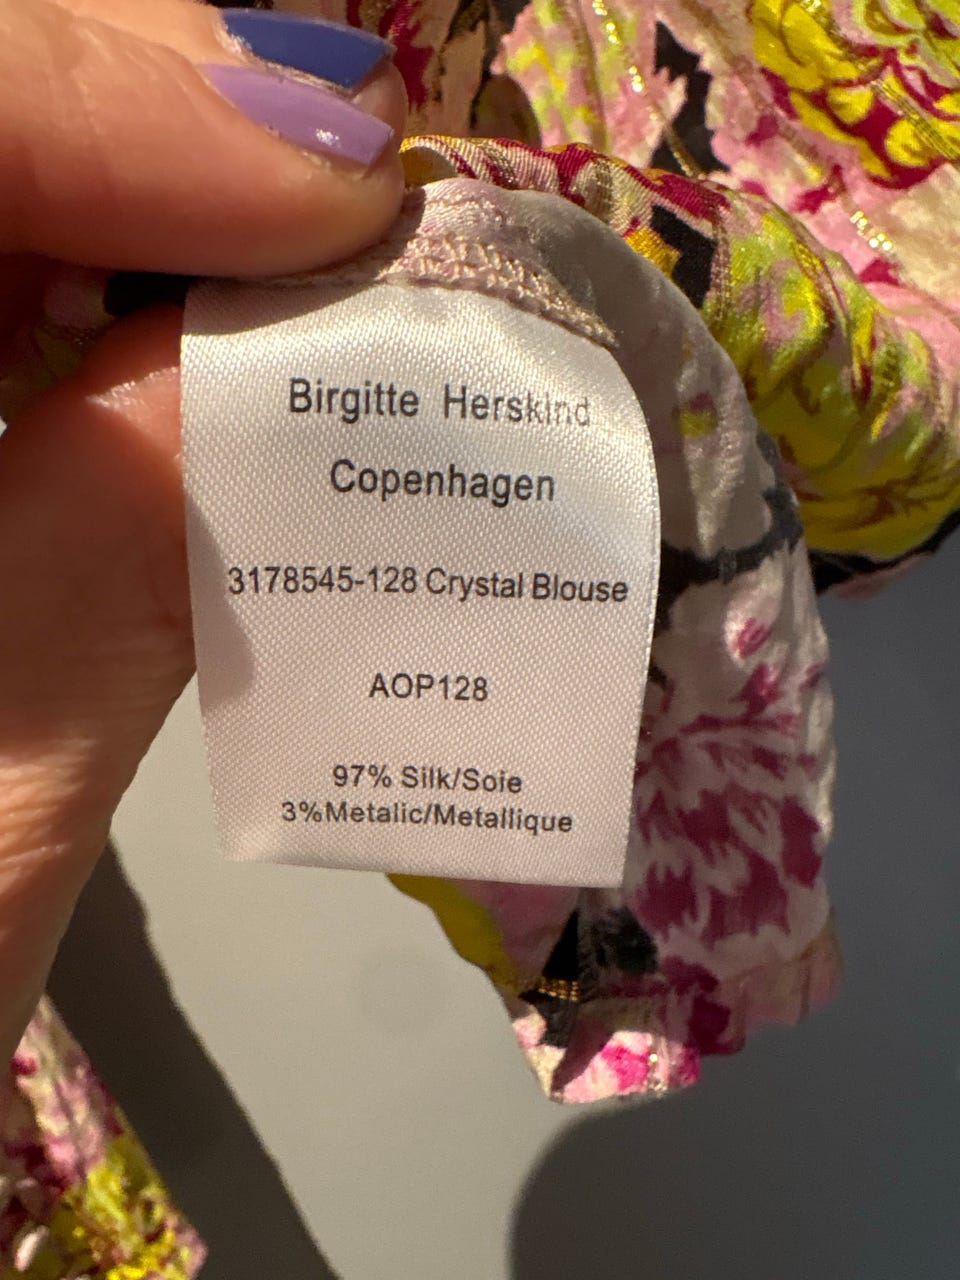 Birgitte Herskind
Copenhagen
3178545-128 Crystal Blouse
AOP128
97% Silk/Soie
3%Metalic/Metallique